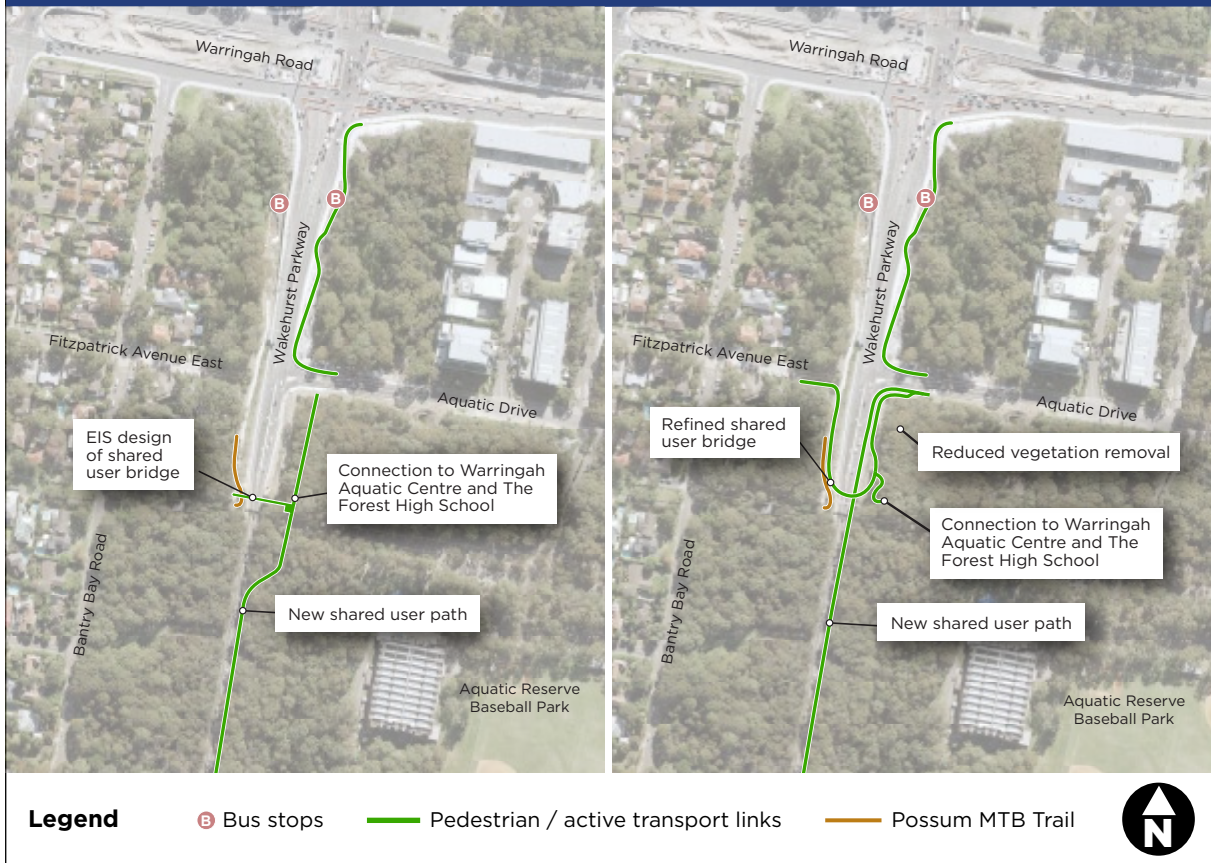 Warringah Road
B
B
Wakehurst Parkway
Fitzpatrick Avenue East
Aquatic Drive
EIS design
of shared
user bridge
Connection to Warringah
Aquatic Centre and The
Forest High School
Bantry Bay Road
New shared user path
Aquatic Reserve
Baseball Park
Warringah Road
B
B
Wakehurst Parkway
Fitzpatrick Avenue East
Aquatic Drive
Refined shared
user bridge
Reduced vegetation removal
Connection to Warringah
Aquatic Centre and The
Forest High School
Bantry Bay Road
New shared user path
Aquatic Reserve
Baseball Park
Legend
B Bus stops
Pedestrian / active transport links
Possum MTB Trail
N